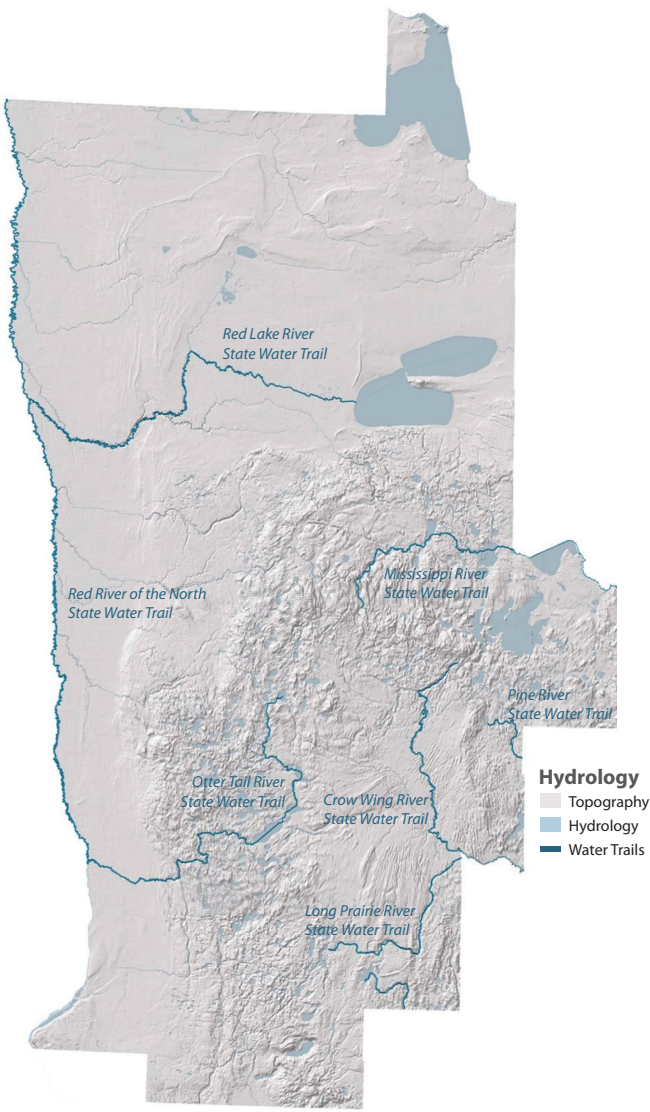 Red Lake River
State Water Trail
Mississippi River
State Water Trail
Red River of the North
State Water Trail
Pine River
State Water Trail
Otter Tail River
State Water Trail
Crow Wing River
State Water Trail
Long Prairie River
State Water Trail
Hydrology
Topography
Hydrology
Water Trails